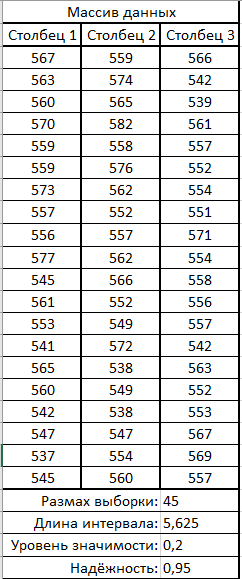 Массив данных
Столбец 1 Столбец 2 Столбец 3
567 559 566
563 574 542
560 565 539
570 582 561
559 558 557
559 576 552
573 562 554
557 552 551
556 557 571
577 562 554
545 566 558
561 552 556
553 549 557
541 572 542
565 538 563
560 549 552
542 538 553
547 547 567
537 554 569
545 560 557
Размах выборки: 45
Длина интервала: 5,625
Уровень значимости: 0,2
Надёжность: 0,95